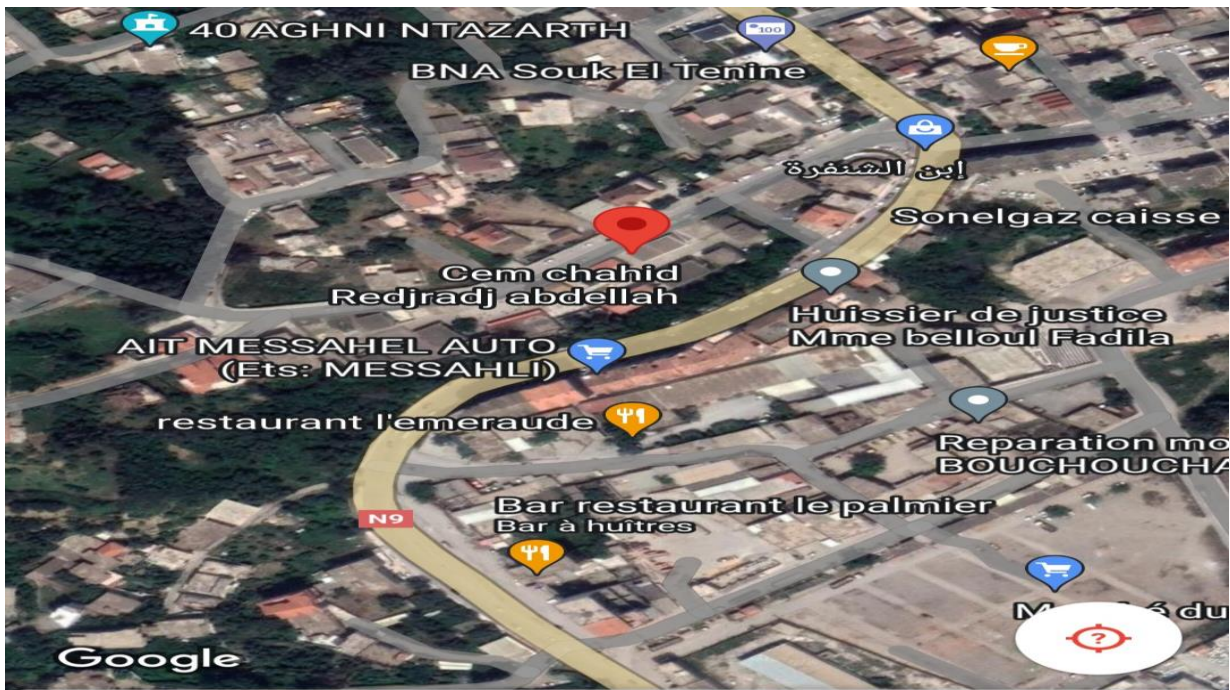 40 AGHNI NTAZARTH
100
BNA Souk El Tenine
إبن الشنفرة
Sonelgaz caisse
Cem chahid
Redjradj abdellah
Huissier de justice
Mme belloul Fadila
AIT MESSAHEL AUTO
(Ets: MESSAHLI)
restaurant l'emeraude
Reparation mo
BOUCHOUCHA
Bar restaurant le palmier
Bar à huîtres
N9
du
?
Google